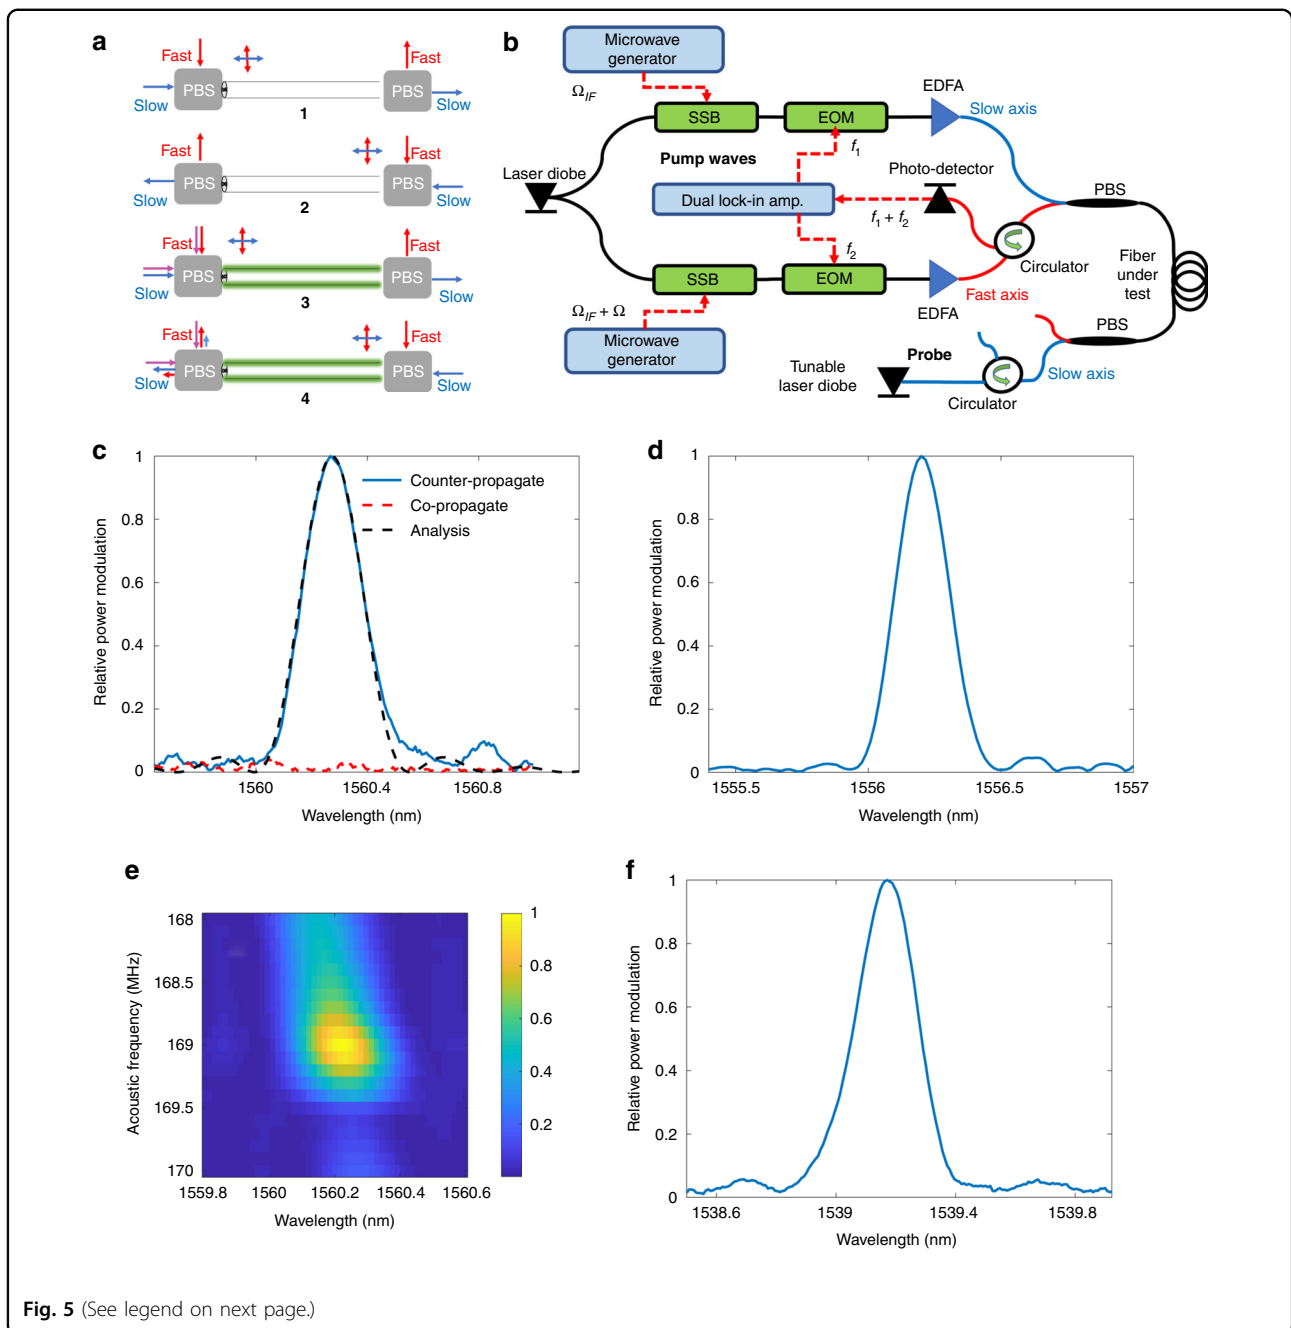 a
Fast
Fast
PBS
PBS
Slow
Slow
1
Fast
Fast
PBS
PBS
Slow
Slow
2
Fast
Fast
PBS
PBS
Slow
Slow
3
Fast
Fast
PBS
PBS
Slow
Slow
4
b
Microwave
generator
Ω_IF
SSB
EOM
EDFA
Slow axis
f_1
Pump waves
Laser diobe
Photo-detector
PBS
Dual lock-in amp.
f_1 + f_2
f_2
Circulator
Fiber
under
test
SSB
EOM
Fast axis
EDFA
Ω_IF + Ω
Microwave
generator
PBS
Probe
Tunable
laser diobe
Slow axis
Circulator
c
Relative power modulation
1
0.8
0.6
0.4
0.2
0
Counter-propagate
Co-propagate
Analysis
1560
1560.4
1560.8
Wavelength (nm)
d
Relative power modulation
1
0.8
0.6
0.4
0.2
0
1555.5
1556
1556.5
1557
Wavelength (nm)
e
Acoustic frequency (MHz)
168
168.5
169
169.5
170
1559.8
1560
1560.2
1560.4
1560.6
Wavelength (nm)
1
0.8
0.6
0.4
0.2
f
Relative power modulation
1
0.8
0.6
0.4
0.2
0
1538.6
1539
1539.4
1539.8
Wavelength (nm)
Fig. 5 (See legend on next page.)